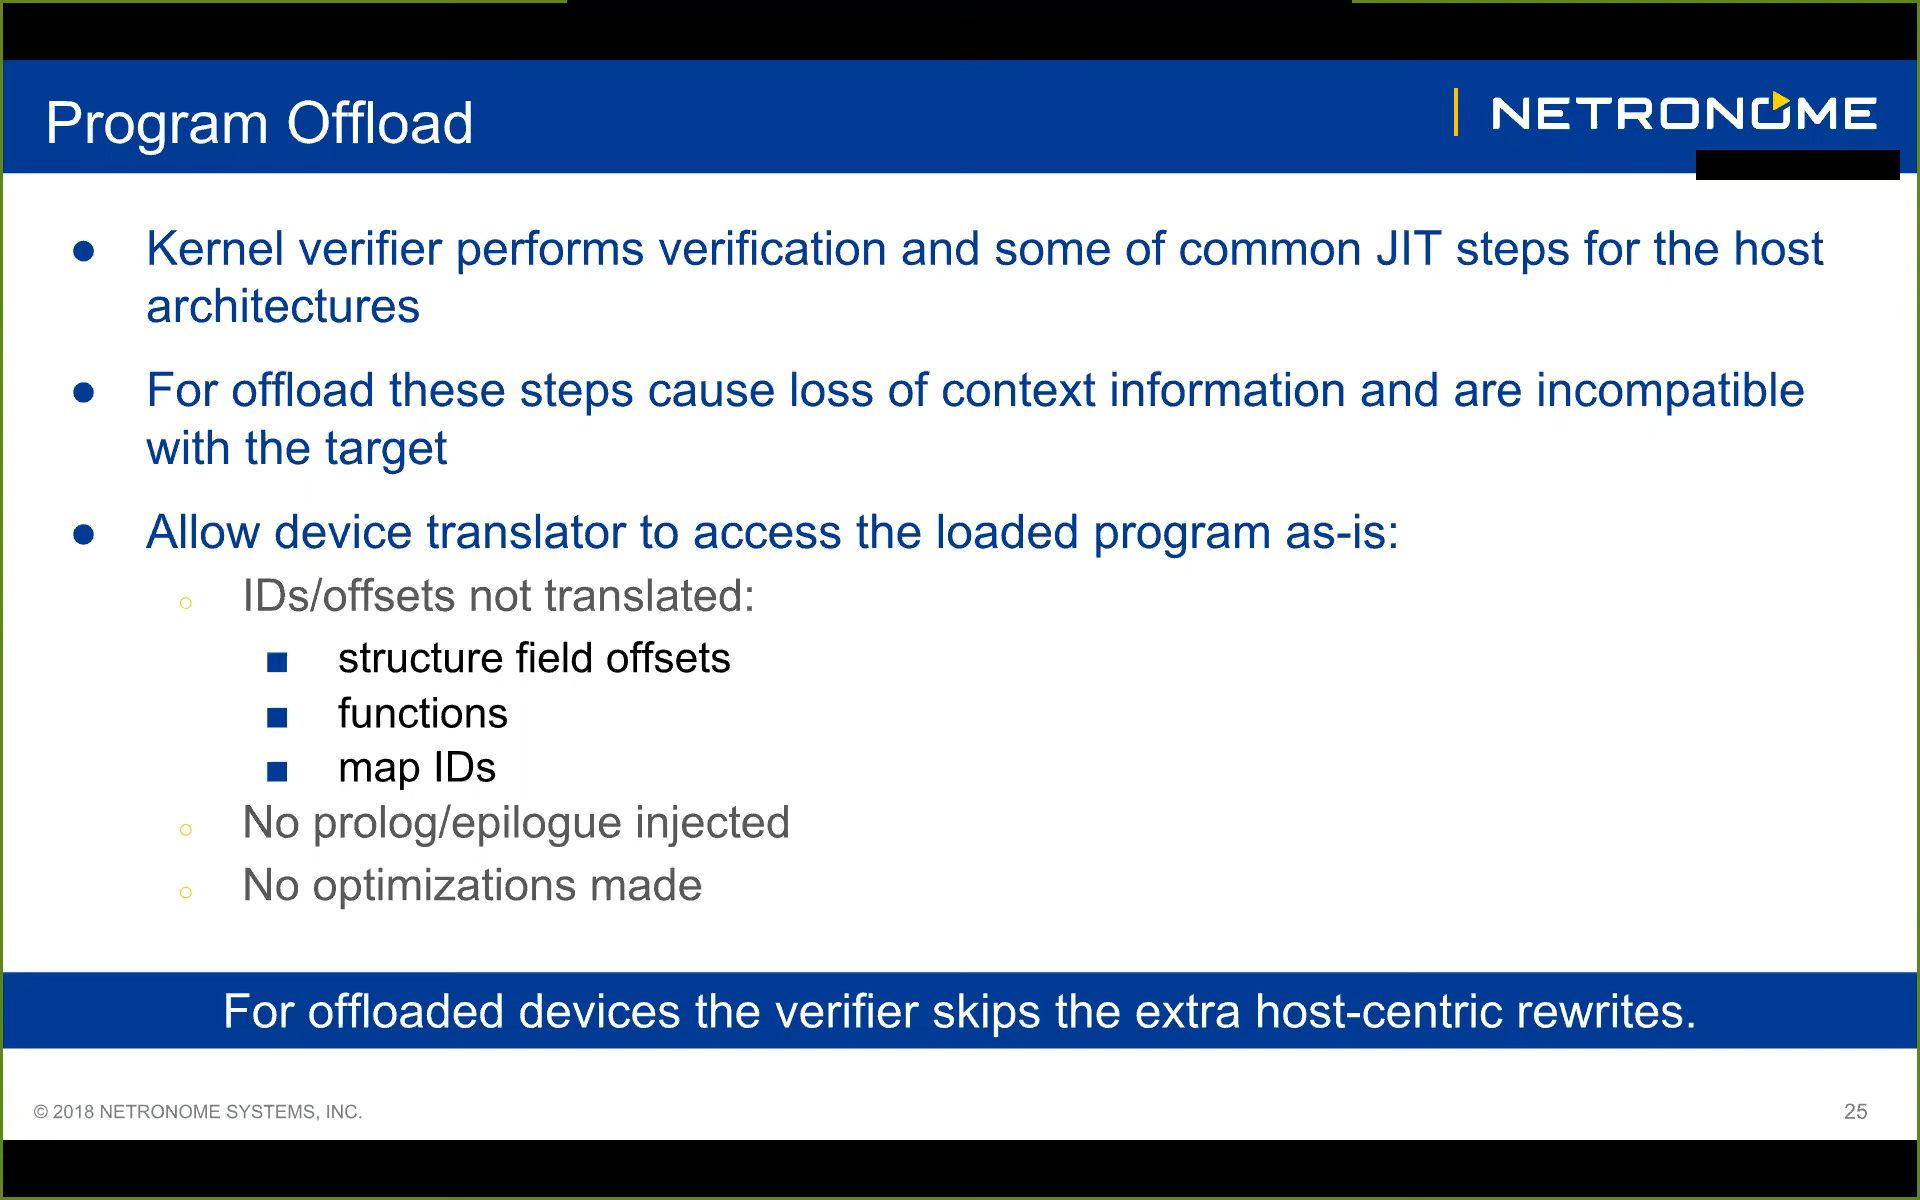 Program Offload
NETRONOME
● Kernel verifier performs verification and some of common JIT steps for the host
architectures
● For offload these steps cause loss of context information and are incompatible
with the target
● Allow device translator to access the loaded program as-is:
○ IDs/offsets not translated:
■ structure field offsets
■ functions
■ map IDs
○ No prolog/epilogue injected
○ No optimizations made
For offloaded devices the verifier skips the extra host-centric rewrites.
© 2018 NETRONOME SYSTEMS, INC.
25